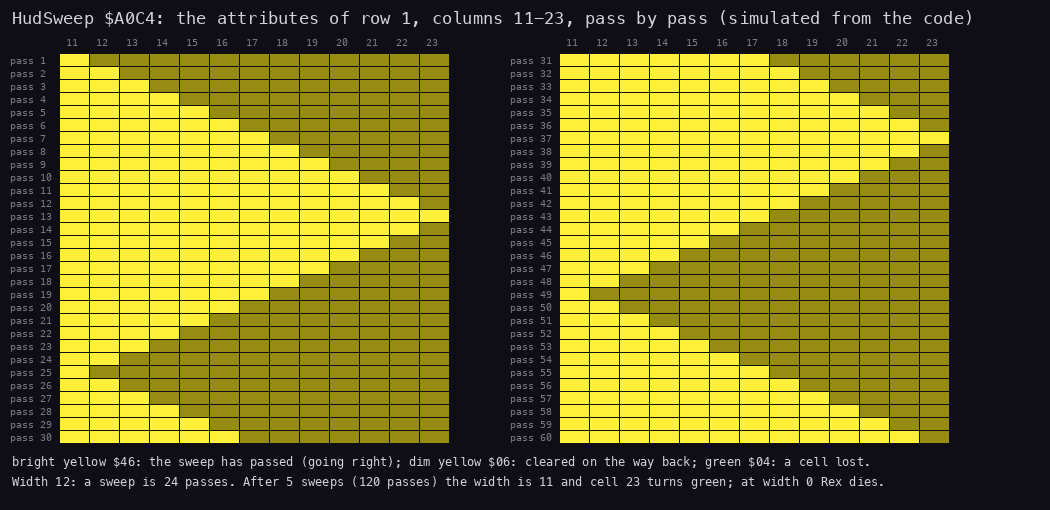 HudSweep $A0C4: the attributes of row 1, columns 11–23, pass by pass (simulated from the code)
11 12 13 14 15 16 17 18 19 20 21 22 23
pass 1
pass 2
pass 3
pass 4
pass 5
pass 6
pass 7
pass 8
pass 9
pass 10
pass 11
pass 12
pass 13
pass 14
pass 15
pass 16
pass 17
pass 18
pass 19
pass 20
pass 21
pass 22
pass 23
pass 24
pass 25
pass 26
pass 27
pass 28
pass 29
pass 30
11 12 13 14 15 16 17 18 19 20 21 22 23
pass 31
pass 32
pass 33
pass 34
pass 35
pass 36
pass 37
pass 38
pass 39
pass 40
pass 41
pass 42
pass 43
pass 44
pass 45
pass 46
pass 47
pass 48
pass 49
pass 50
pass 51
pass 52
pass 53
pass 54
pass 55
pass 56
pass 57
pass 58
pass 59
pass 60
bright yellow $46: the sweep has passed (going right); dim yellow $06: cleared on the way back; green $04: a cell lost.
Width 12: a sweep is 24 passes. After 5 sweeps (120 passes) the width is 11 and cell 23 turns green; at width 0 Rex dies.